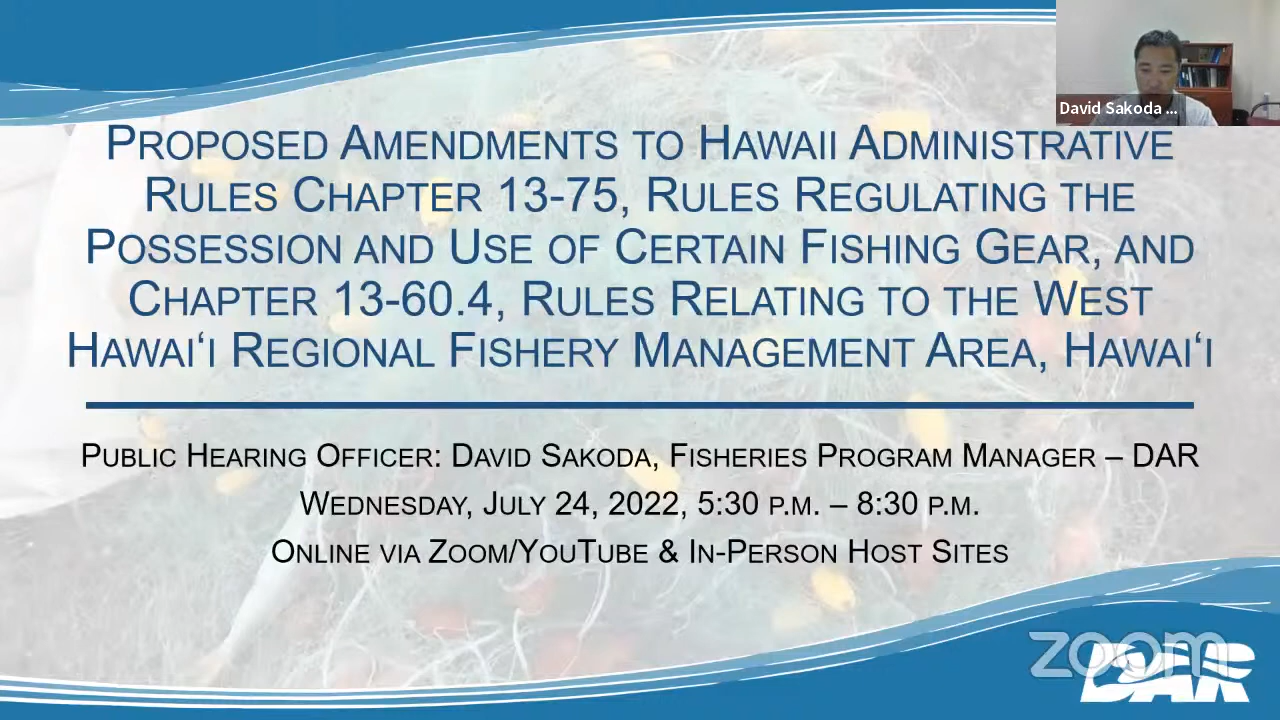 David Sakoda ...
PROPOSED AMENDMENTS TO HAWAII ADMINISTRATIVE
RULES CHAPTER 13-75, RULES REGULATING THE
POSSESSION AND USE OF CERTAIN FISHING GEAR, AND
CHAPTER 13-60.4, RULES RELATING TO THE WEST
HAWAIʻI REGIONAL FISHERY MANAGEMENT AREA, HAWAIʻI
PUBLIC HEARING OFFICER: DAVID SAKODA, FISHERIES PROGRAM MANAGER – DAR
WEDNESDAY, JULY 24, 2022, 5:30 P.M. – 8:30 P.M.
ONLINE VIA ZOOM/YOUTUBE & IN-PERSON HOST SITES
zoom
DAR